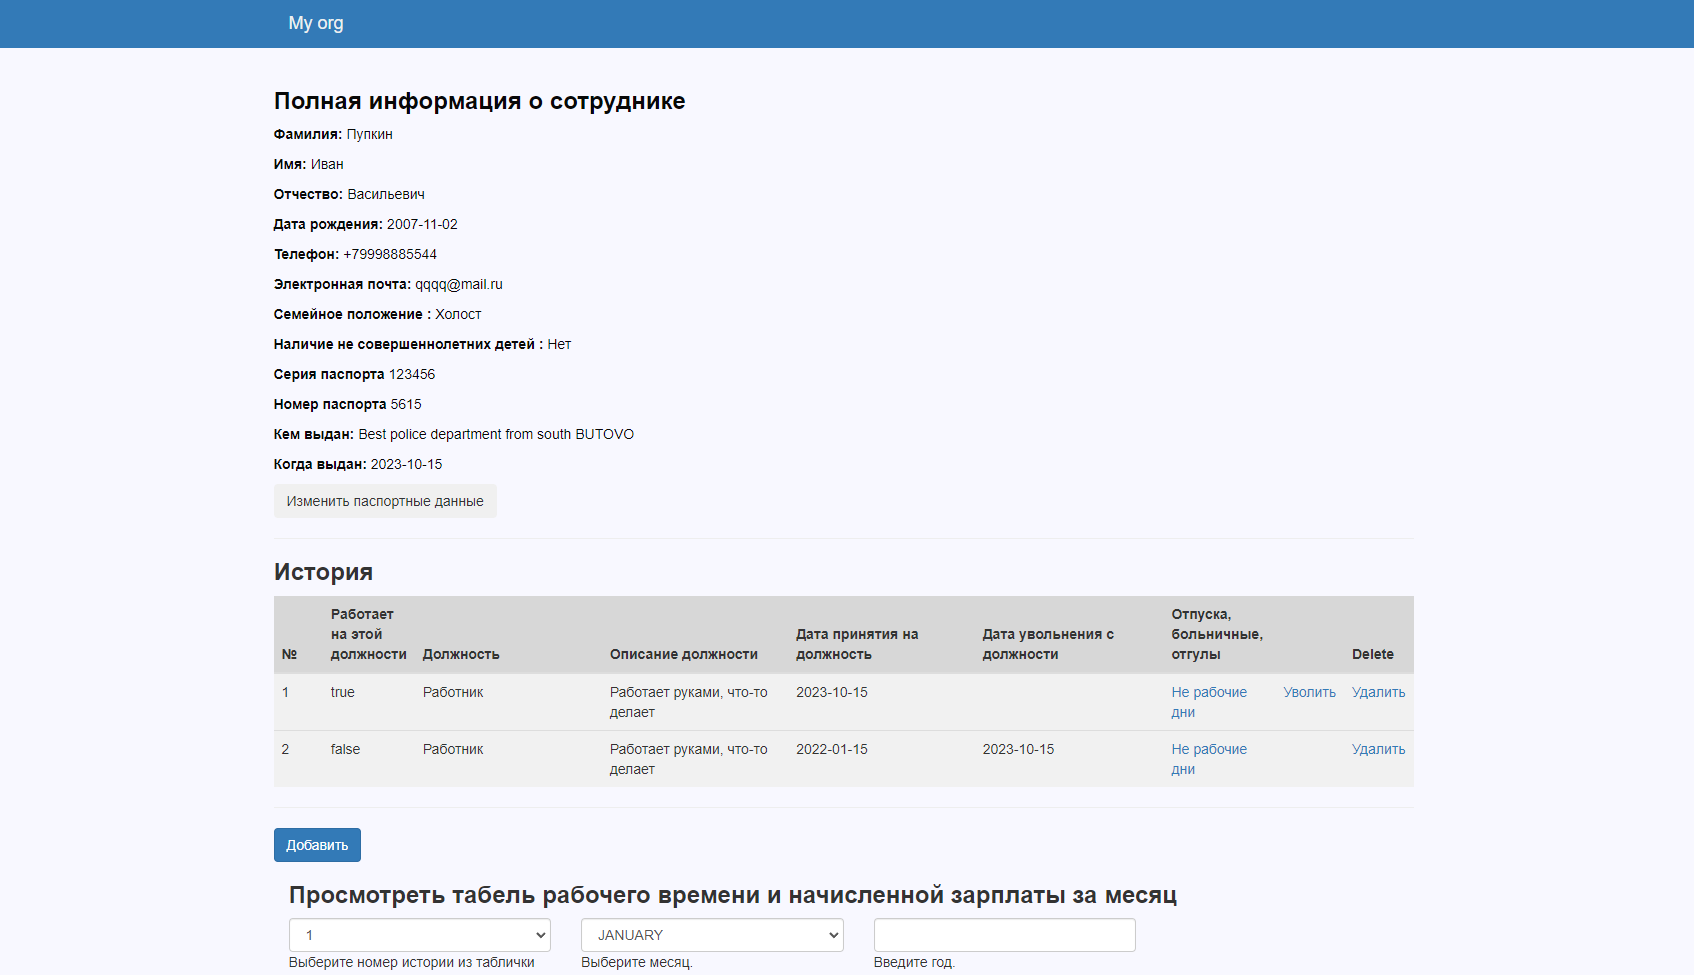 My org
Полная информация о сотруднике
Фамилия: Пупкин
Имя: Иван
Отчество: Васильевич
Дата рождения: 2007-11-02
Телефон: +79998885544
Электронная почта: qqqq@mail.ru
Семейное положение : Холост
Наличие не совершеннолетних детей : Нет
Серия паспорта 123456
Номер паспорта 5615
Кем выдан: Best police department from south BUTOVO
Когда выдан: 2023-10-15
Изменить паспортные данные
История
№ Работает на этой должности Должность Описание должности Дата принятия на должность Дата увольнения с должности Отпуска, больничные, отгулы Delete
1 true Работник Работает руками, что-то делает 2023-10-15 Не рабочие дни Уволить Удалить
2 false Работник Работает руками, что-то делает 2022-01-15 2023-10-15 Не рабочие дни Удалить
Добавить
Просмотреть табель рабочего времени и начисленной зарплаты за месяц
1 JANUARY
Выберите номер истории из таблички Выберите месяц. Введите год.